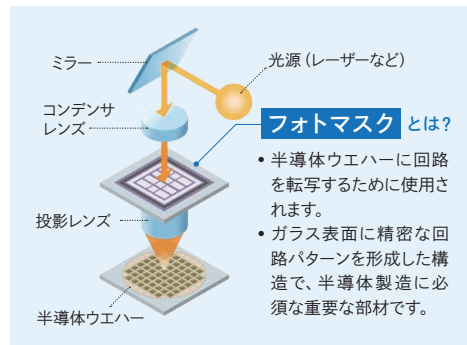 ミラー
光源（レーザーなど）
コンデンサ
レンズ
フォトマスク とは?
• 半導体ウエハーに回路
を転写するために使用さ
れます。
• ガラス表面に精密な回
路パターンを形成した構
造で、半導体製造に必
須な重要な部材です。
投影レンズ
半導体ウエハー